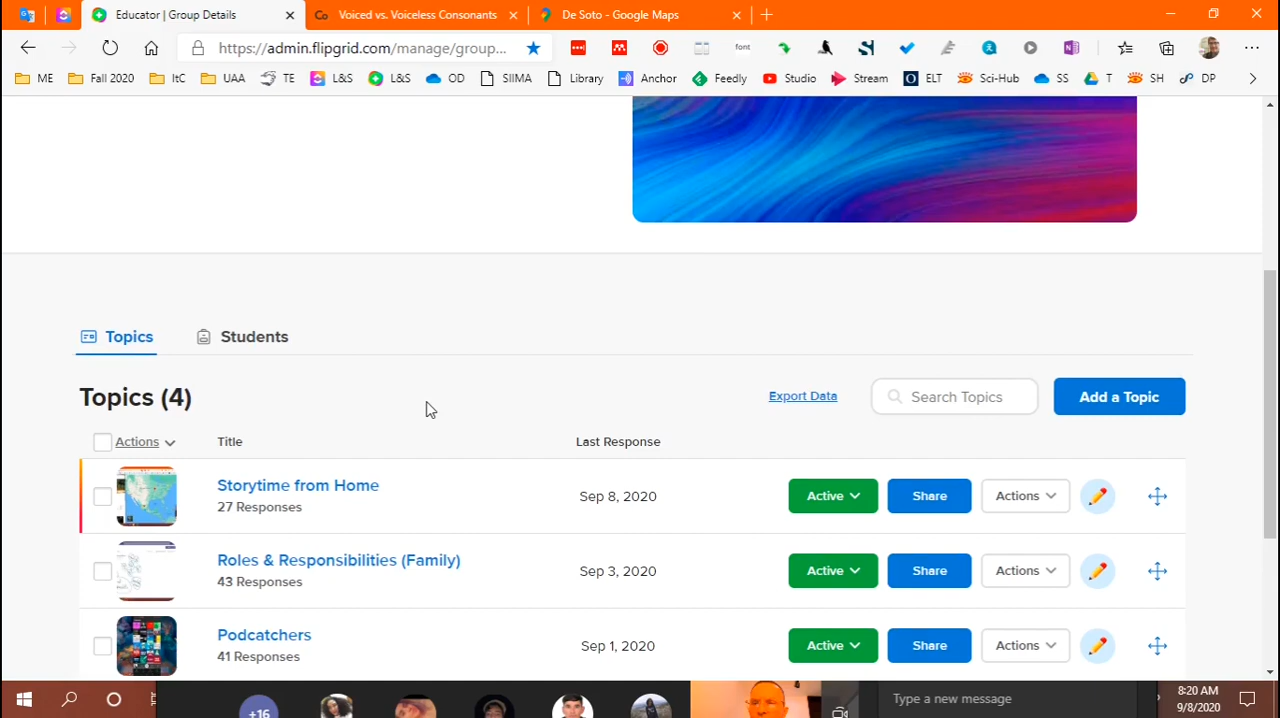 Educator | Group Details
Co Voiced vs. Voiceless Consonants
De Soto - Google Maps
https://admin.flipgrid.com/manage/group...
font
ME Fall 2020 ItC UAA TE L&S L&S OD SIIMA Library Anchor Feedly Studio Stream ELT Sci-Hub SS T SH DP
Topics Students
Topics (4) Export Data Search Topics Add a Topic
Actions Title Last Response
Storytime from Home
27 Responses
Sep 8, 2020 Active Share Actions
Roles & Responsibilities (Family)
43 Responses
Sep 3, 2020 Active Share Actions
Podcatchers
41 Responses
Sep 1, 2020 Active Share Actions
+16
Type a new message
8:20 AM
9/8/2020